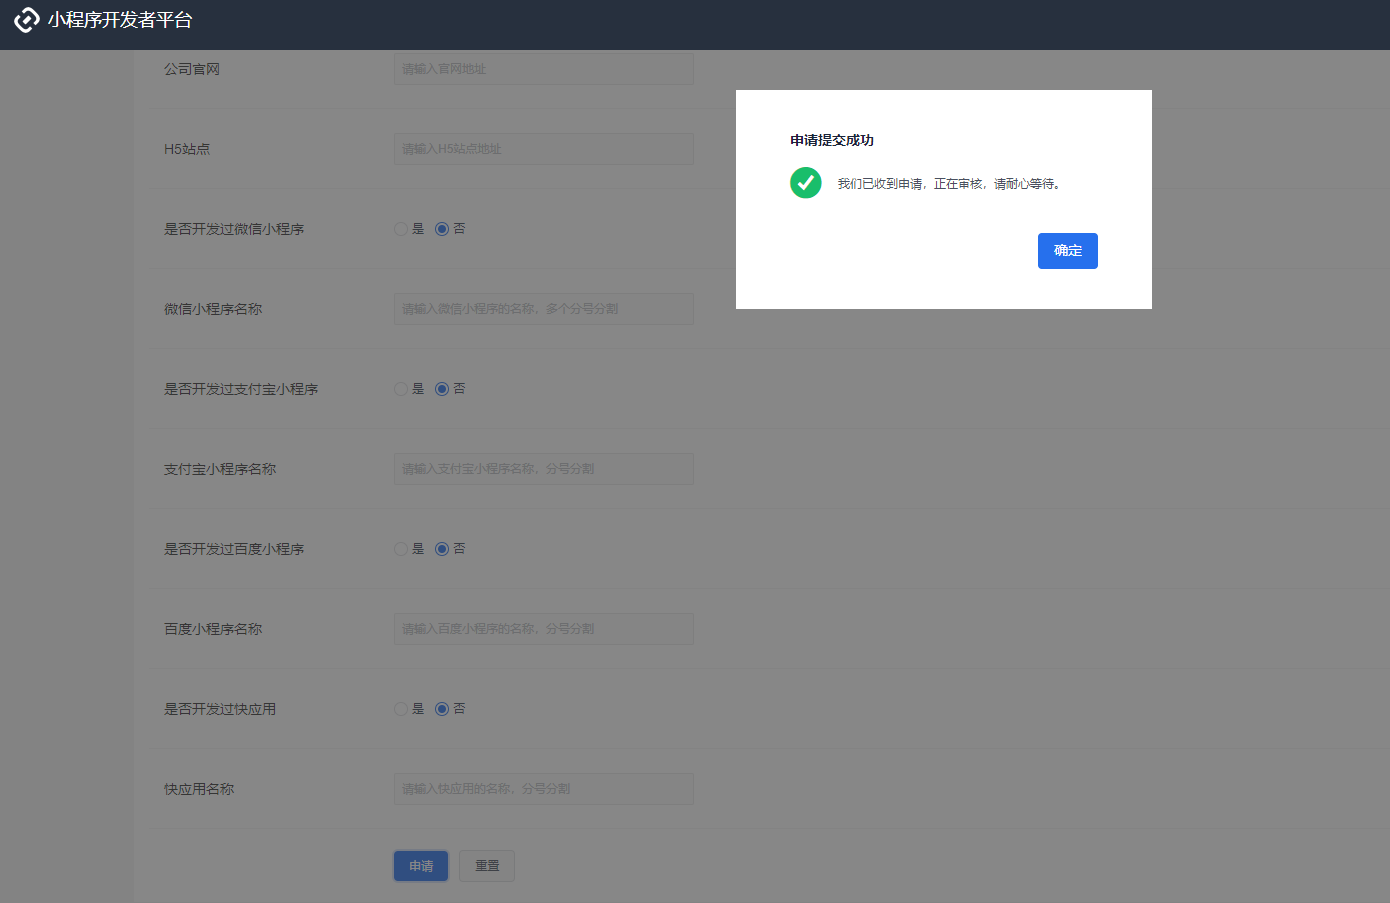 小程序开发者平台
公司官网
请输入官网地址
申请提交成功
我们已收到申请，正在审核，请耐心等待。
确定
H5站点
请输入H5站点地址
是否开发过微信小程序
是 否
微信小程序名称
请输入微信小程序的名称，多个分号分割
是否开发过支付宝小程序
是 否
支付宝小程序名称
请输入支付宝小程序名称，分号分割
是否开发过百度小程序
是 否
百度小程序名称
请输入百度小程序的名称，分号分割
是否开发过快应用
是 否
快应用名称
请输入快应用的名称，分号分割
申请 重置